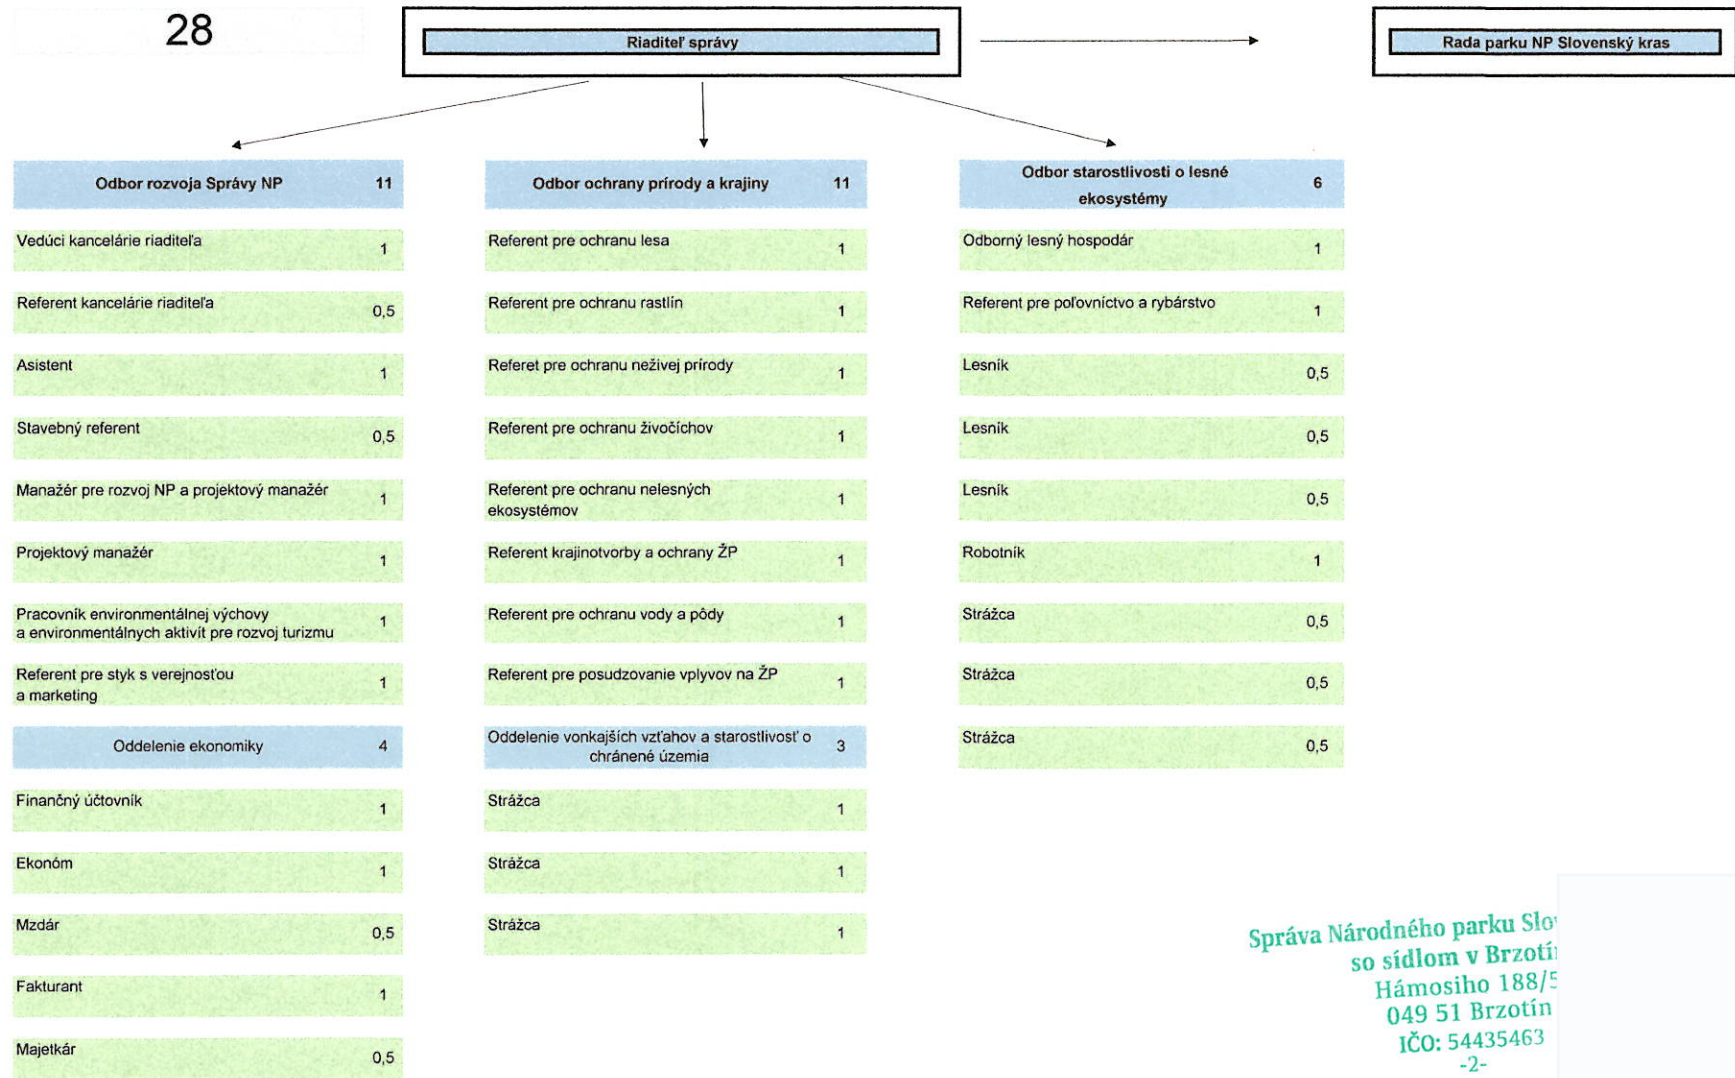 28
Riaditeľ správy
Rada parku NP Slovenský kras
Odbor rozvoja Správy NP 11
Vedúci kancelárie riaditeľa 1
Referent kancelárie riaditeľa 0,5
Asistent 1
Stavebný referent 0,5
Manažér pre rozvoj NP a projektový manažér 1
Projektový manažér 1
Pracovník environmentálnej výchovy
a environmentálnych aktivít pre rozvoj turizmu 1
Referent pre styk s verejnosťou
a marketing 1
Oddelenie ekonomiky 4
Finančný účtovník 1
Ekonóm 1
Mzdár 0,5
Fakturant 1
Majetkár 0,5
Odbor ochrany prírody a krajiny 11
Referent pre ochranu lesa 1
Referent pre ochranu rastlín 1
Referet pre ochranu neživej prírody 1
Referent pre ochranu živočíchov 1
Referent pre ochranu nelesných
ekosystémov 1
Referent krajinotvorby a ochrany ŽP 1
Referent pre ochranu vody a pôdy 1
Referent pre posudzovanie vplyvov na ŽP 1
Oddelenie vonkajších vzťahov a starostlivosť o
chránené územia 3
Strážca 1
Strážca 1
Strážca 1
Odbor starostlivosti o lesné
ekosystémy 6
Odborný lesný hospodár 1
Referent pre poľovníctvo a rybárstvo 1
Lesník 0,5
Lesník 0,5
Lesník 0,5
Robotník 1
Strážca 0,5
Strážca 0,5
Strážca 0,5
Správa Národného parku
so sídlom v
Hámosiho 188/
049 51 Brzotín
IČO: 54435463
-2-